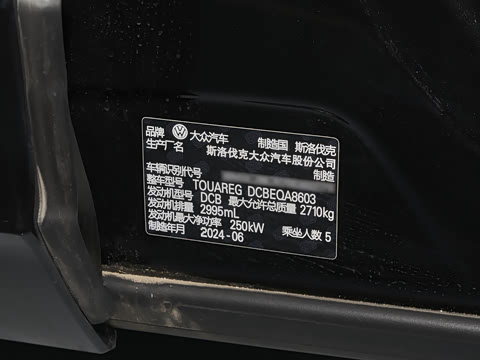 品牌 大众汽车 制造国 斯洛伐克
生产厂名 斯洛伐克大众汽车股份公司
车辆识别代号 制造
整车型号 TOUAREG DCBEQA8603
发动机型号 DCB 最大允许总质量 2710kg
发动机排量 2995mL
发动机最大净功率 250kW 乘坐人数 5
制造年月 2024-06